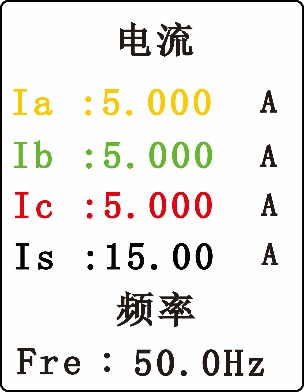 电流
Ia :5.000 A
Ib :5.000 A
Ic :5.000 A
Is :15.00 A
频率
Fre：50.0Hz